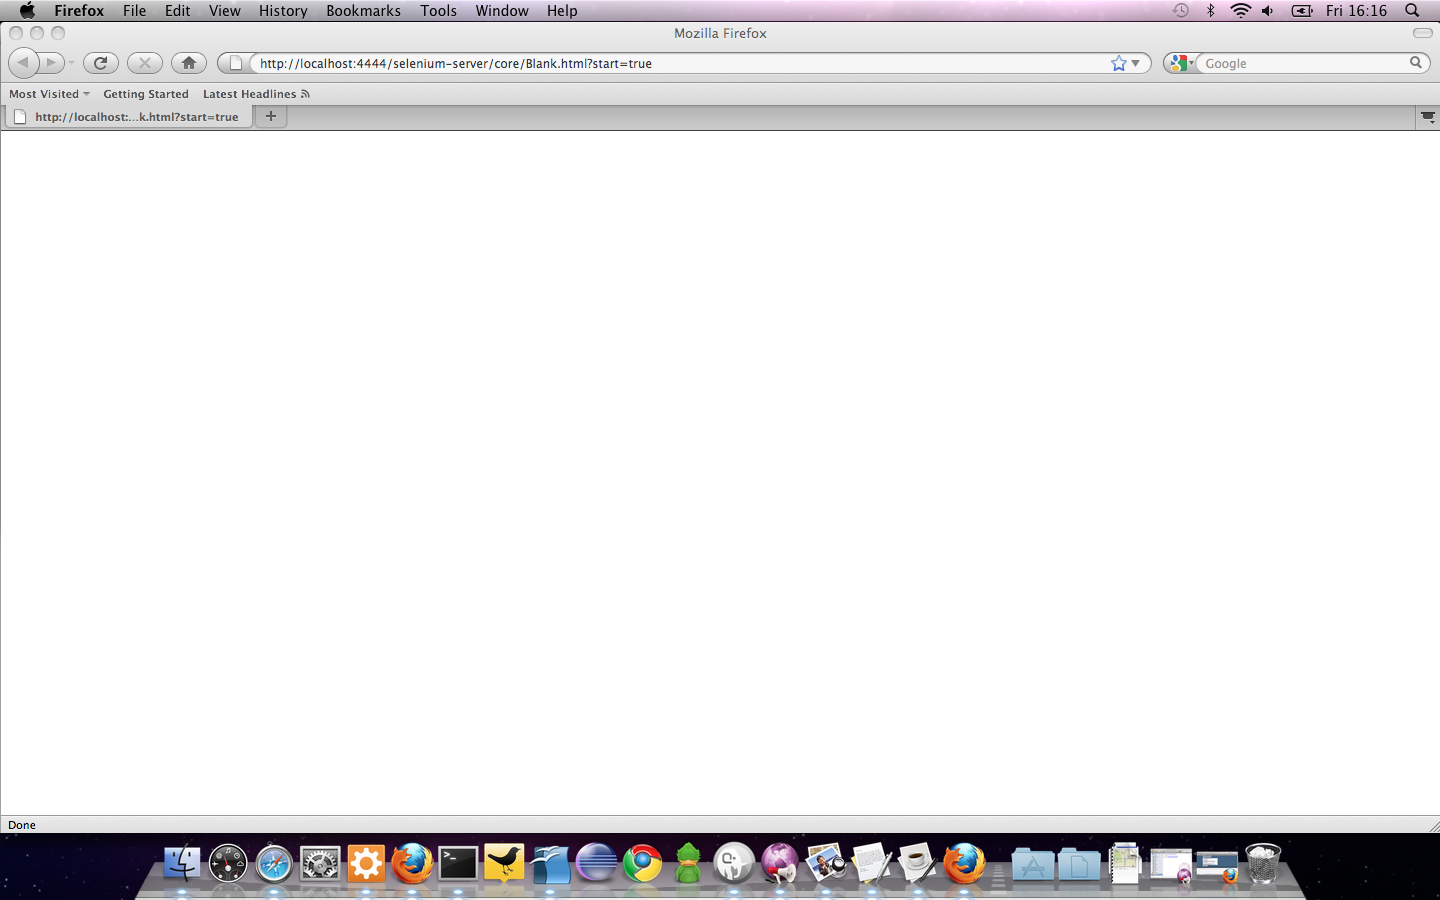 Firefox File Edit View History Bookmarks Tools Window Help Fri 16:16
Mozilla Firefox
http://localhost:4444/selenium-server/core/Blank.html?start=true Google
Most Visited Getting Started Latest Headlines
http://localhost:...k.html?start=true
Done